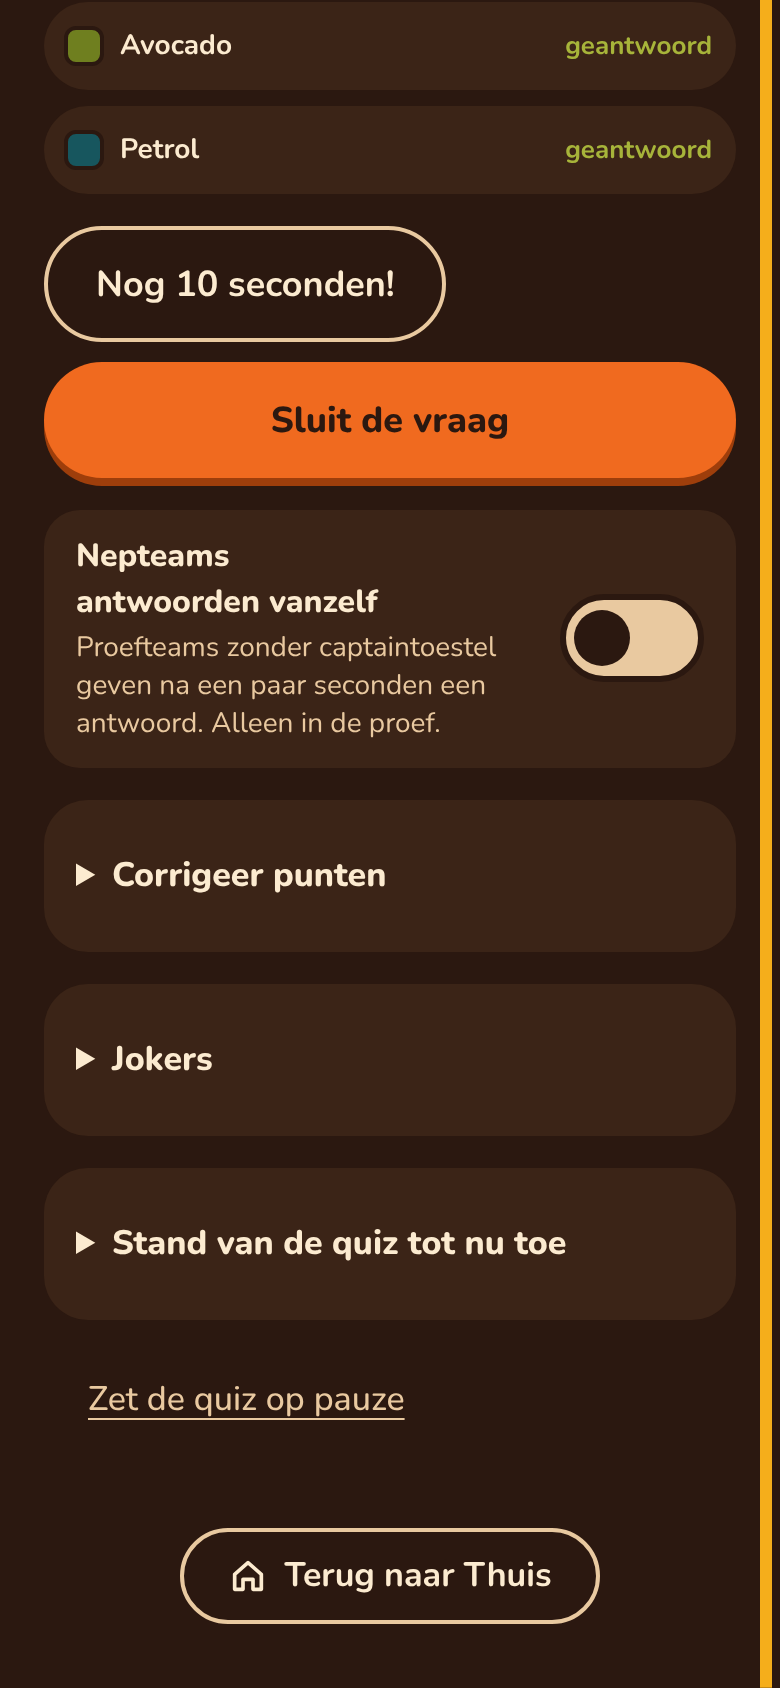 Avocado geantwoord
Petrol geantwoord
Nog 10 seconden!
Sluit de vraag
Nepteams
antwoorden vanzelf
Proefteams zonder captaintoestel
geven na een paar seconden een
antwoord. Alleen in de proef.
Corrigeer punten
Jokers
Stand van de quiz tot nu toe
Zet de quiz op pauze
Terug naar Thuis